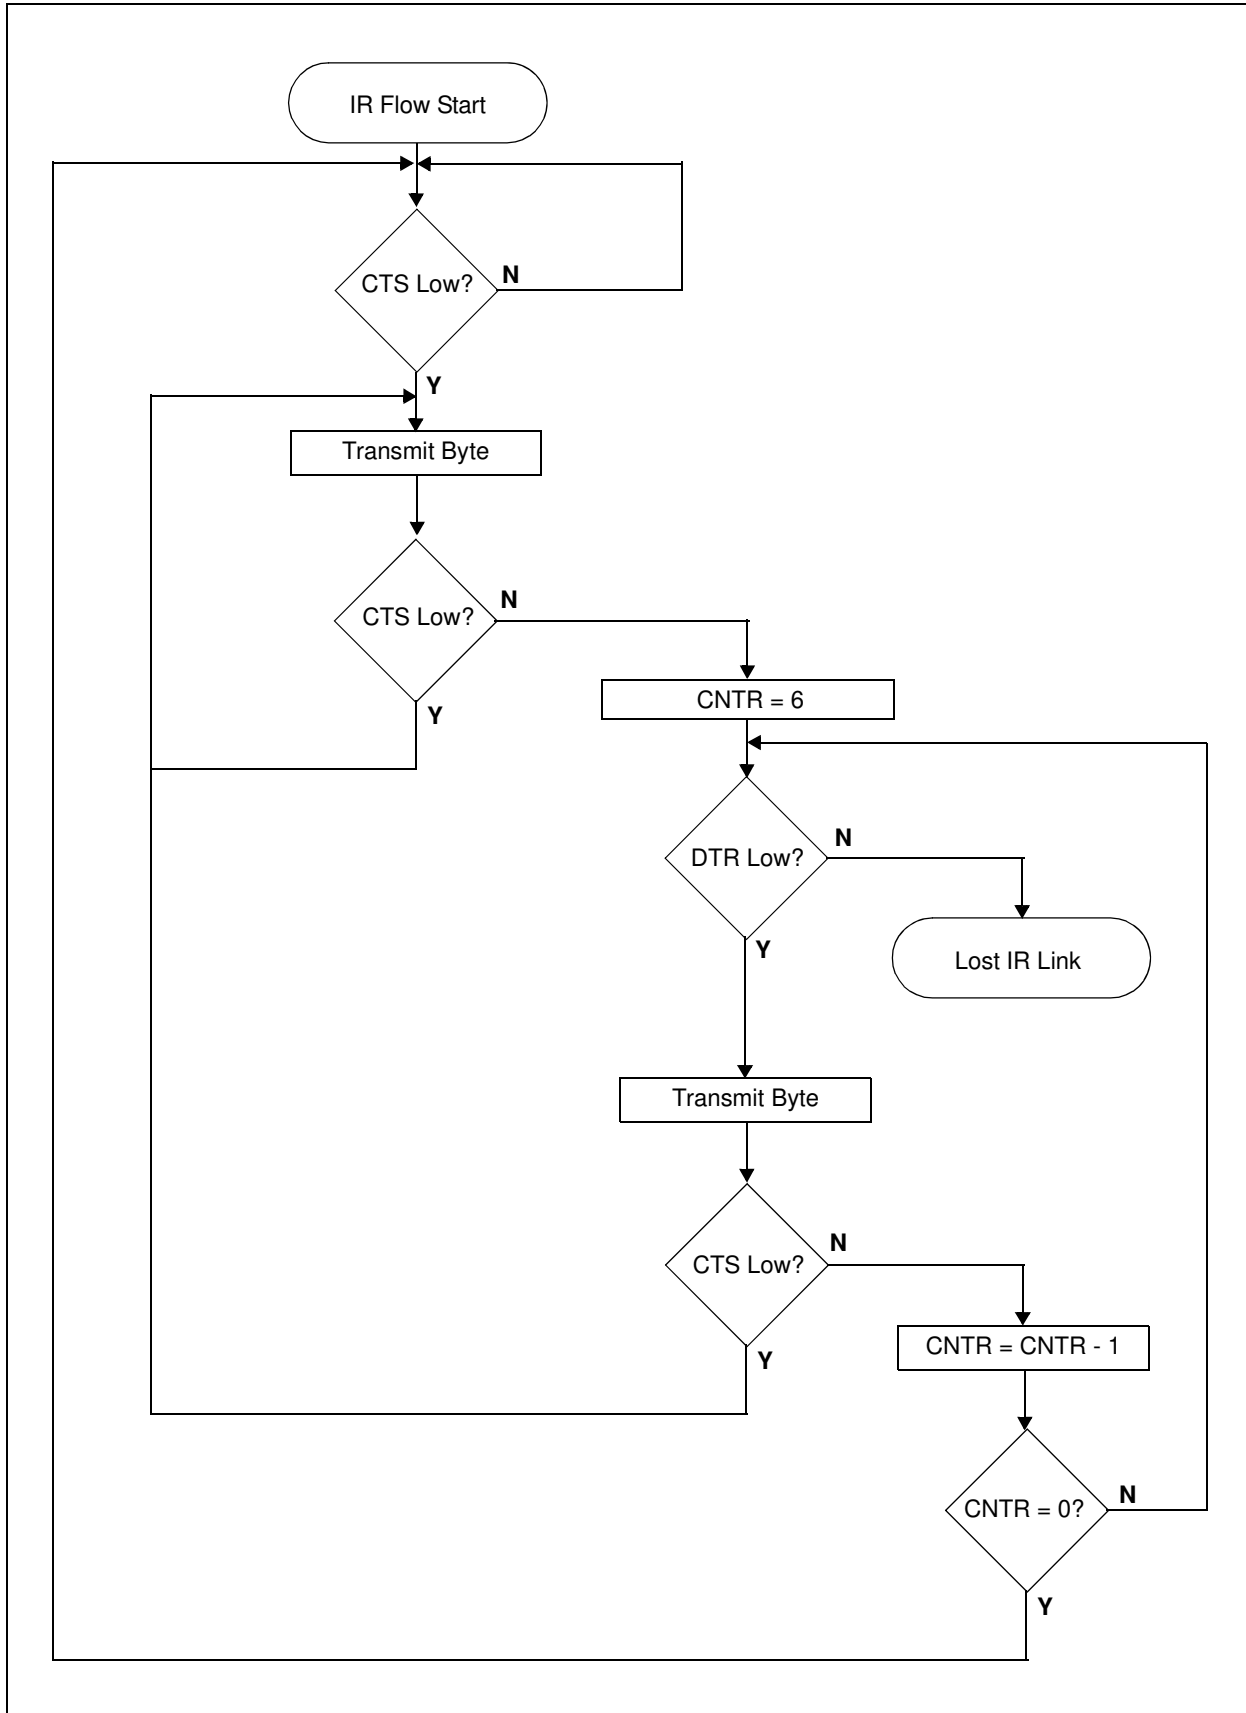 IR Flow Start
CTS Low?
N
Y
Transmit Byte
CTS Low?
N
Y
CNTR = 6
DTR Low?
N
Y
Lost IR Link
Transmit Byte
CTS Low?
N
Y
CNTR = CNTR - 1
CNTR = 0?
N
Y